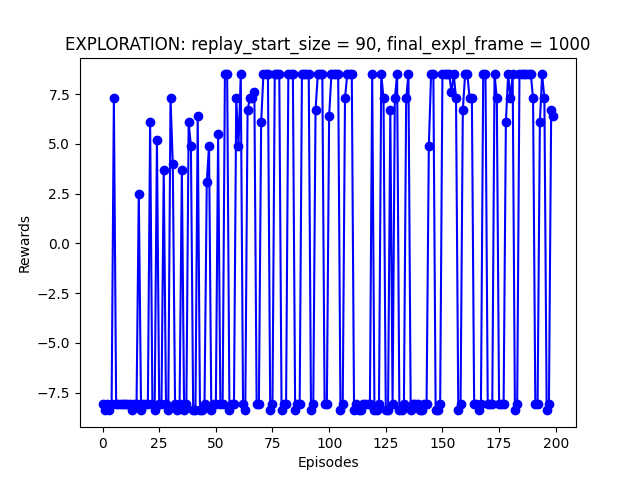 EXPLORATION: replay_start_size = 90, final_expl_frame = 1000
7.5
5.0
2.5
0.0
−2.5
−5.0
−7.5
Rewards
0 25 50 75 100 125 150 175 200
Episodes